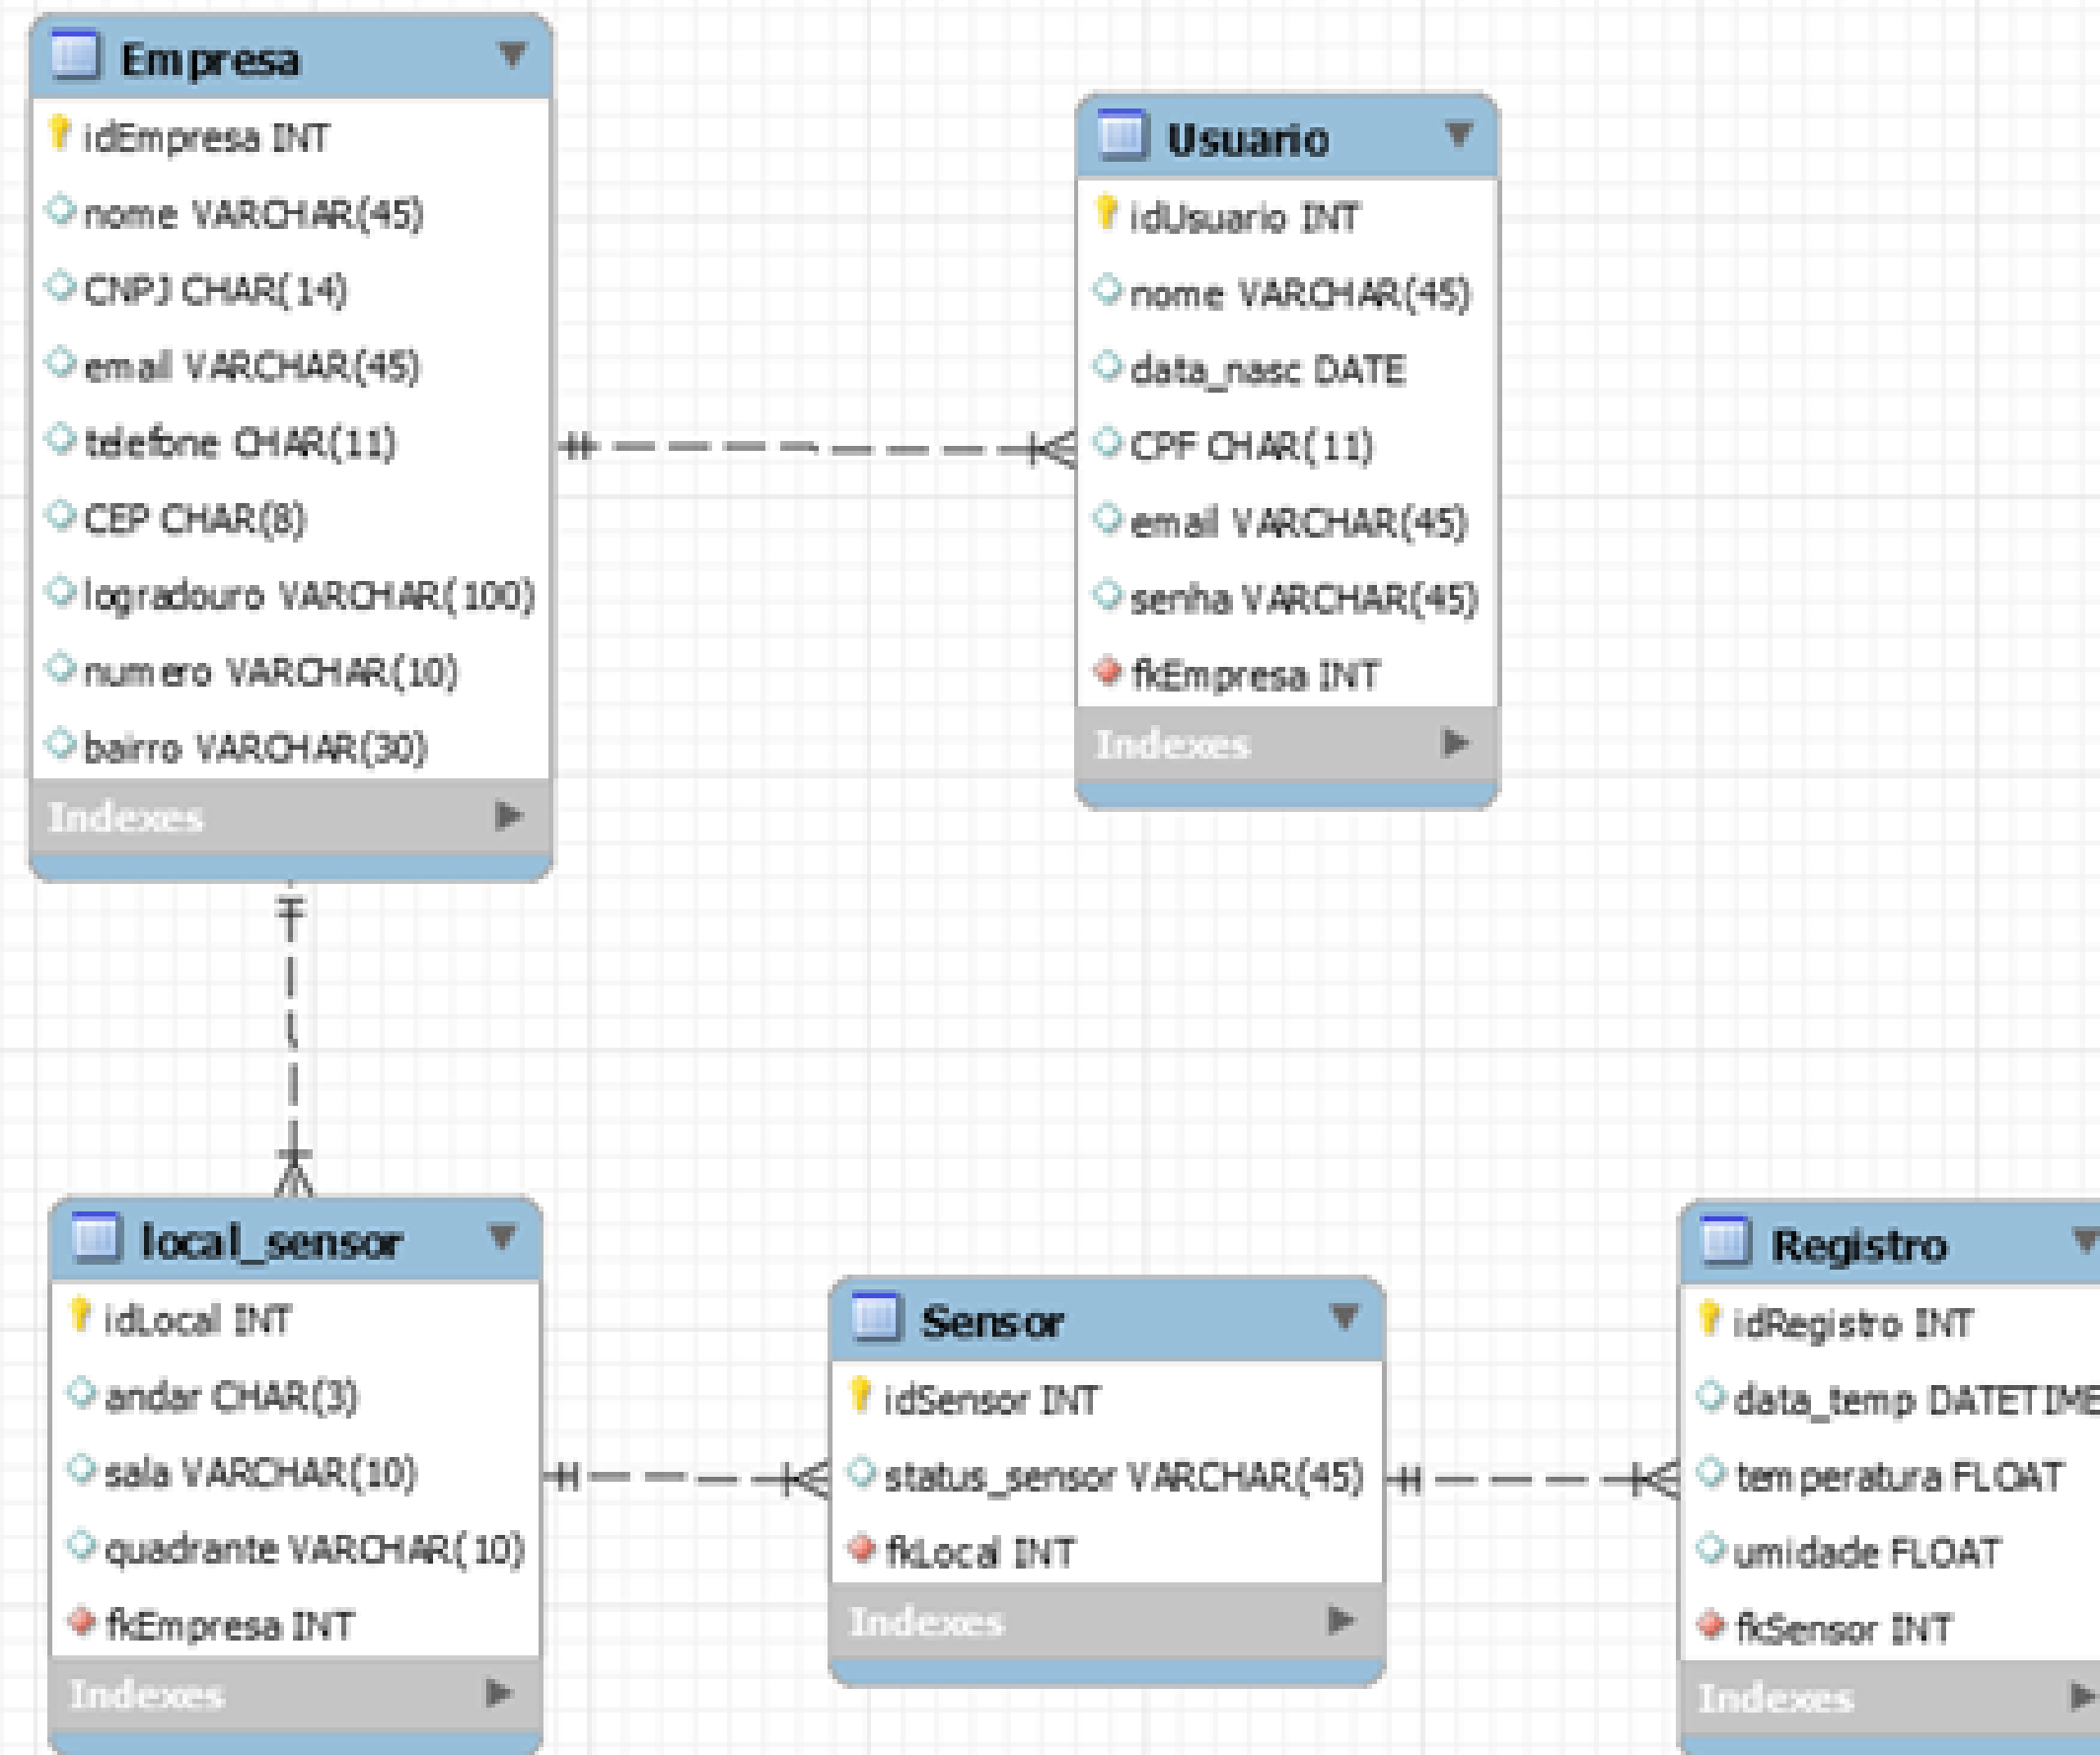 Empresa
idEmpresa INT
nome VARCHAR(45)
CNPJ CHAR(14)
email VARCHAR(45)
telefone CHAR(11)
CEP CHAR(8)
logradouro VARCHAR(100)
numero VARCHAR(10)
bairro VARCHAR(30)
Indexes
Usuario
idUsuario INT
nome VARCHAR(45)
data_nasc DATE
CPF CHAR(11)
email VARCHAR(45)
senha VARCHAR(45)
fkEmpresa INT
Indexes
local_sensor
idLocal INT
andar CHAR(3)
sala VARCHAR(10)
quadrante VARCHAR(10)
fkEmpresa INT
Indexes
Sensor
idSensor INT
status_sensor VARCHAR(45)
fkLocal INT
Indexes
Registro
idRegistro INT
data_temp DATETIME
temperatura FLOAT
umidade FLOAT
fkSensor INT
Indexes